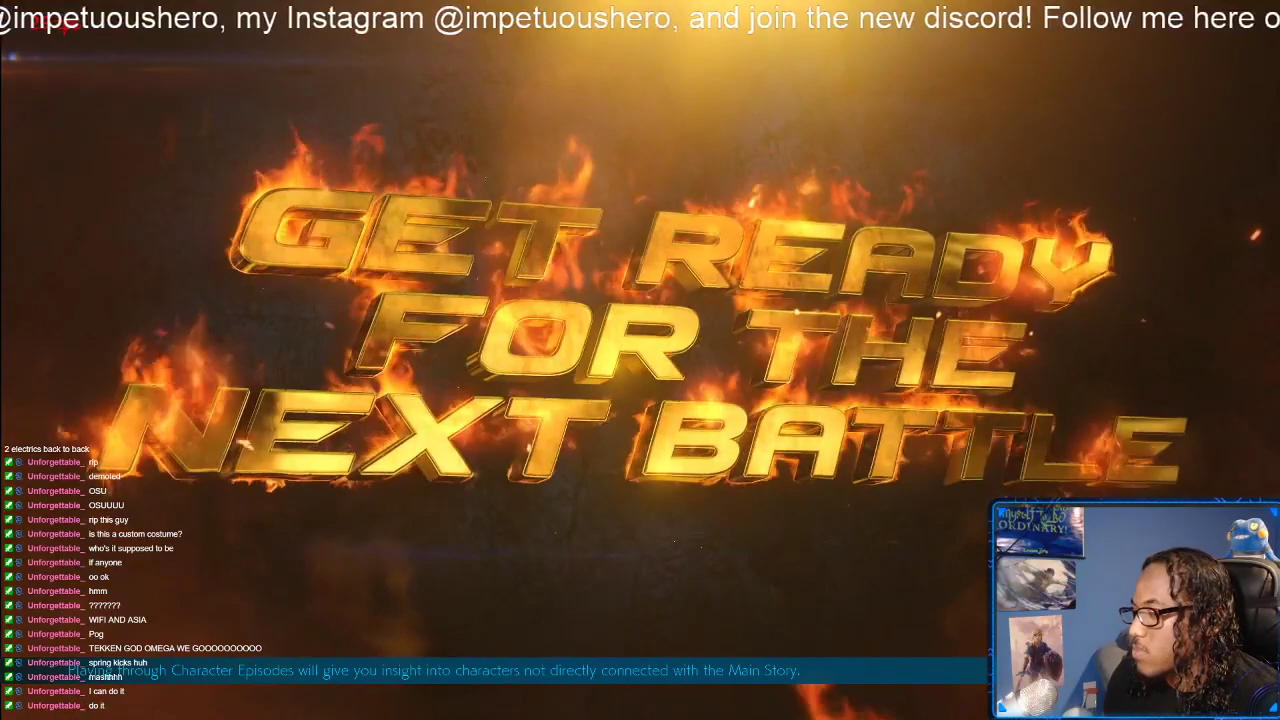 @impetuoushero, my Instagram @impetuoushero, and join the new discord! Follow me here o
GET READY
FOR THE
NEXT BATTLE
2 electrics back to back
Unforgettable_ rip
Unforgettable_ demoted
Unforgettable_ OSU
Unforgettable_ OSUUUU
Unforgettable_ rip this guy
Unforgettable_ is this a custom costume?
Unforgettable_ who's it supposed to be
Unforgettable_ if anyone
Unforgettable_ oo ok
Unforgettable_ hmm
Unforgettable_ ???????
Unforgettable_ WIFI AND ASIA
Unforgettable_ Pog
Unforgettable_ TEKKEN GOD OMEGA WE GOOOOOOOOOO
Unforgettable_ spring kicks huh
Playing through Character Episodes will give you insight into characters not directly connected with the Main Story.
Unforgettable_ mashhhh
Unforgettable_ I can do it
Unforgettable_ do it
ORDINARY!